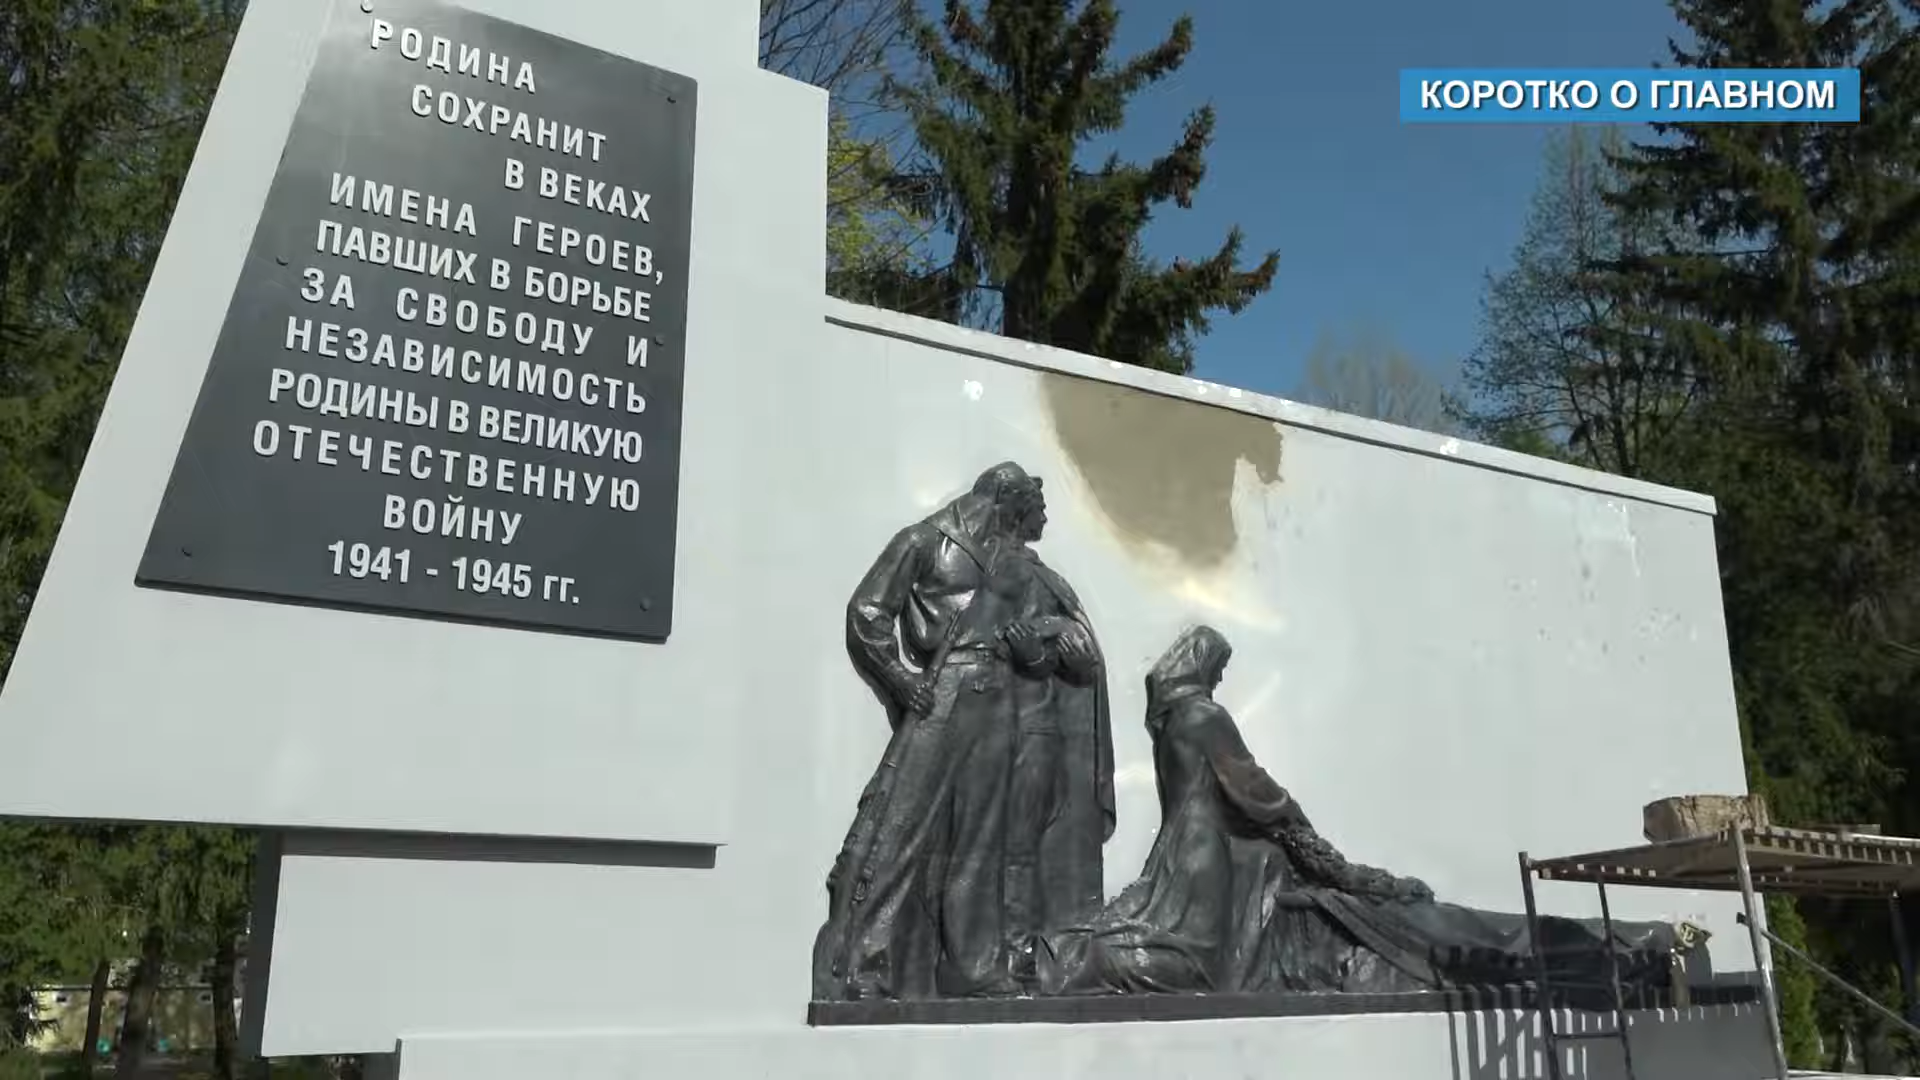 РОДИНА
СОХРАНИТ
В ВЕКАХ
ИМЕНА ГЕРОЕВ,
ПАВШИХ В БОРЬБЕ
ЗА СВОБОДУ И
НЕЗАВИСИМОСТЬ
РОДИНЫ В ВЕЛИКУЮ
ОТЕЧЕСТВЕННУЮ
ВОЙНУ
1941 - 1945 гг.
КОРОТКО О ГЛАВНОМ